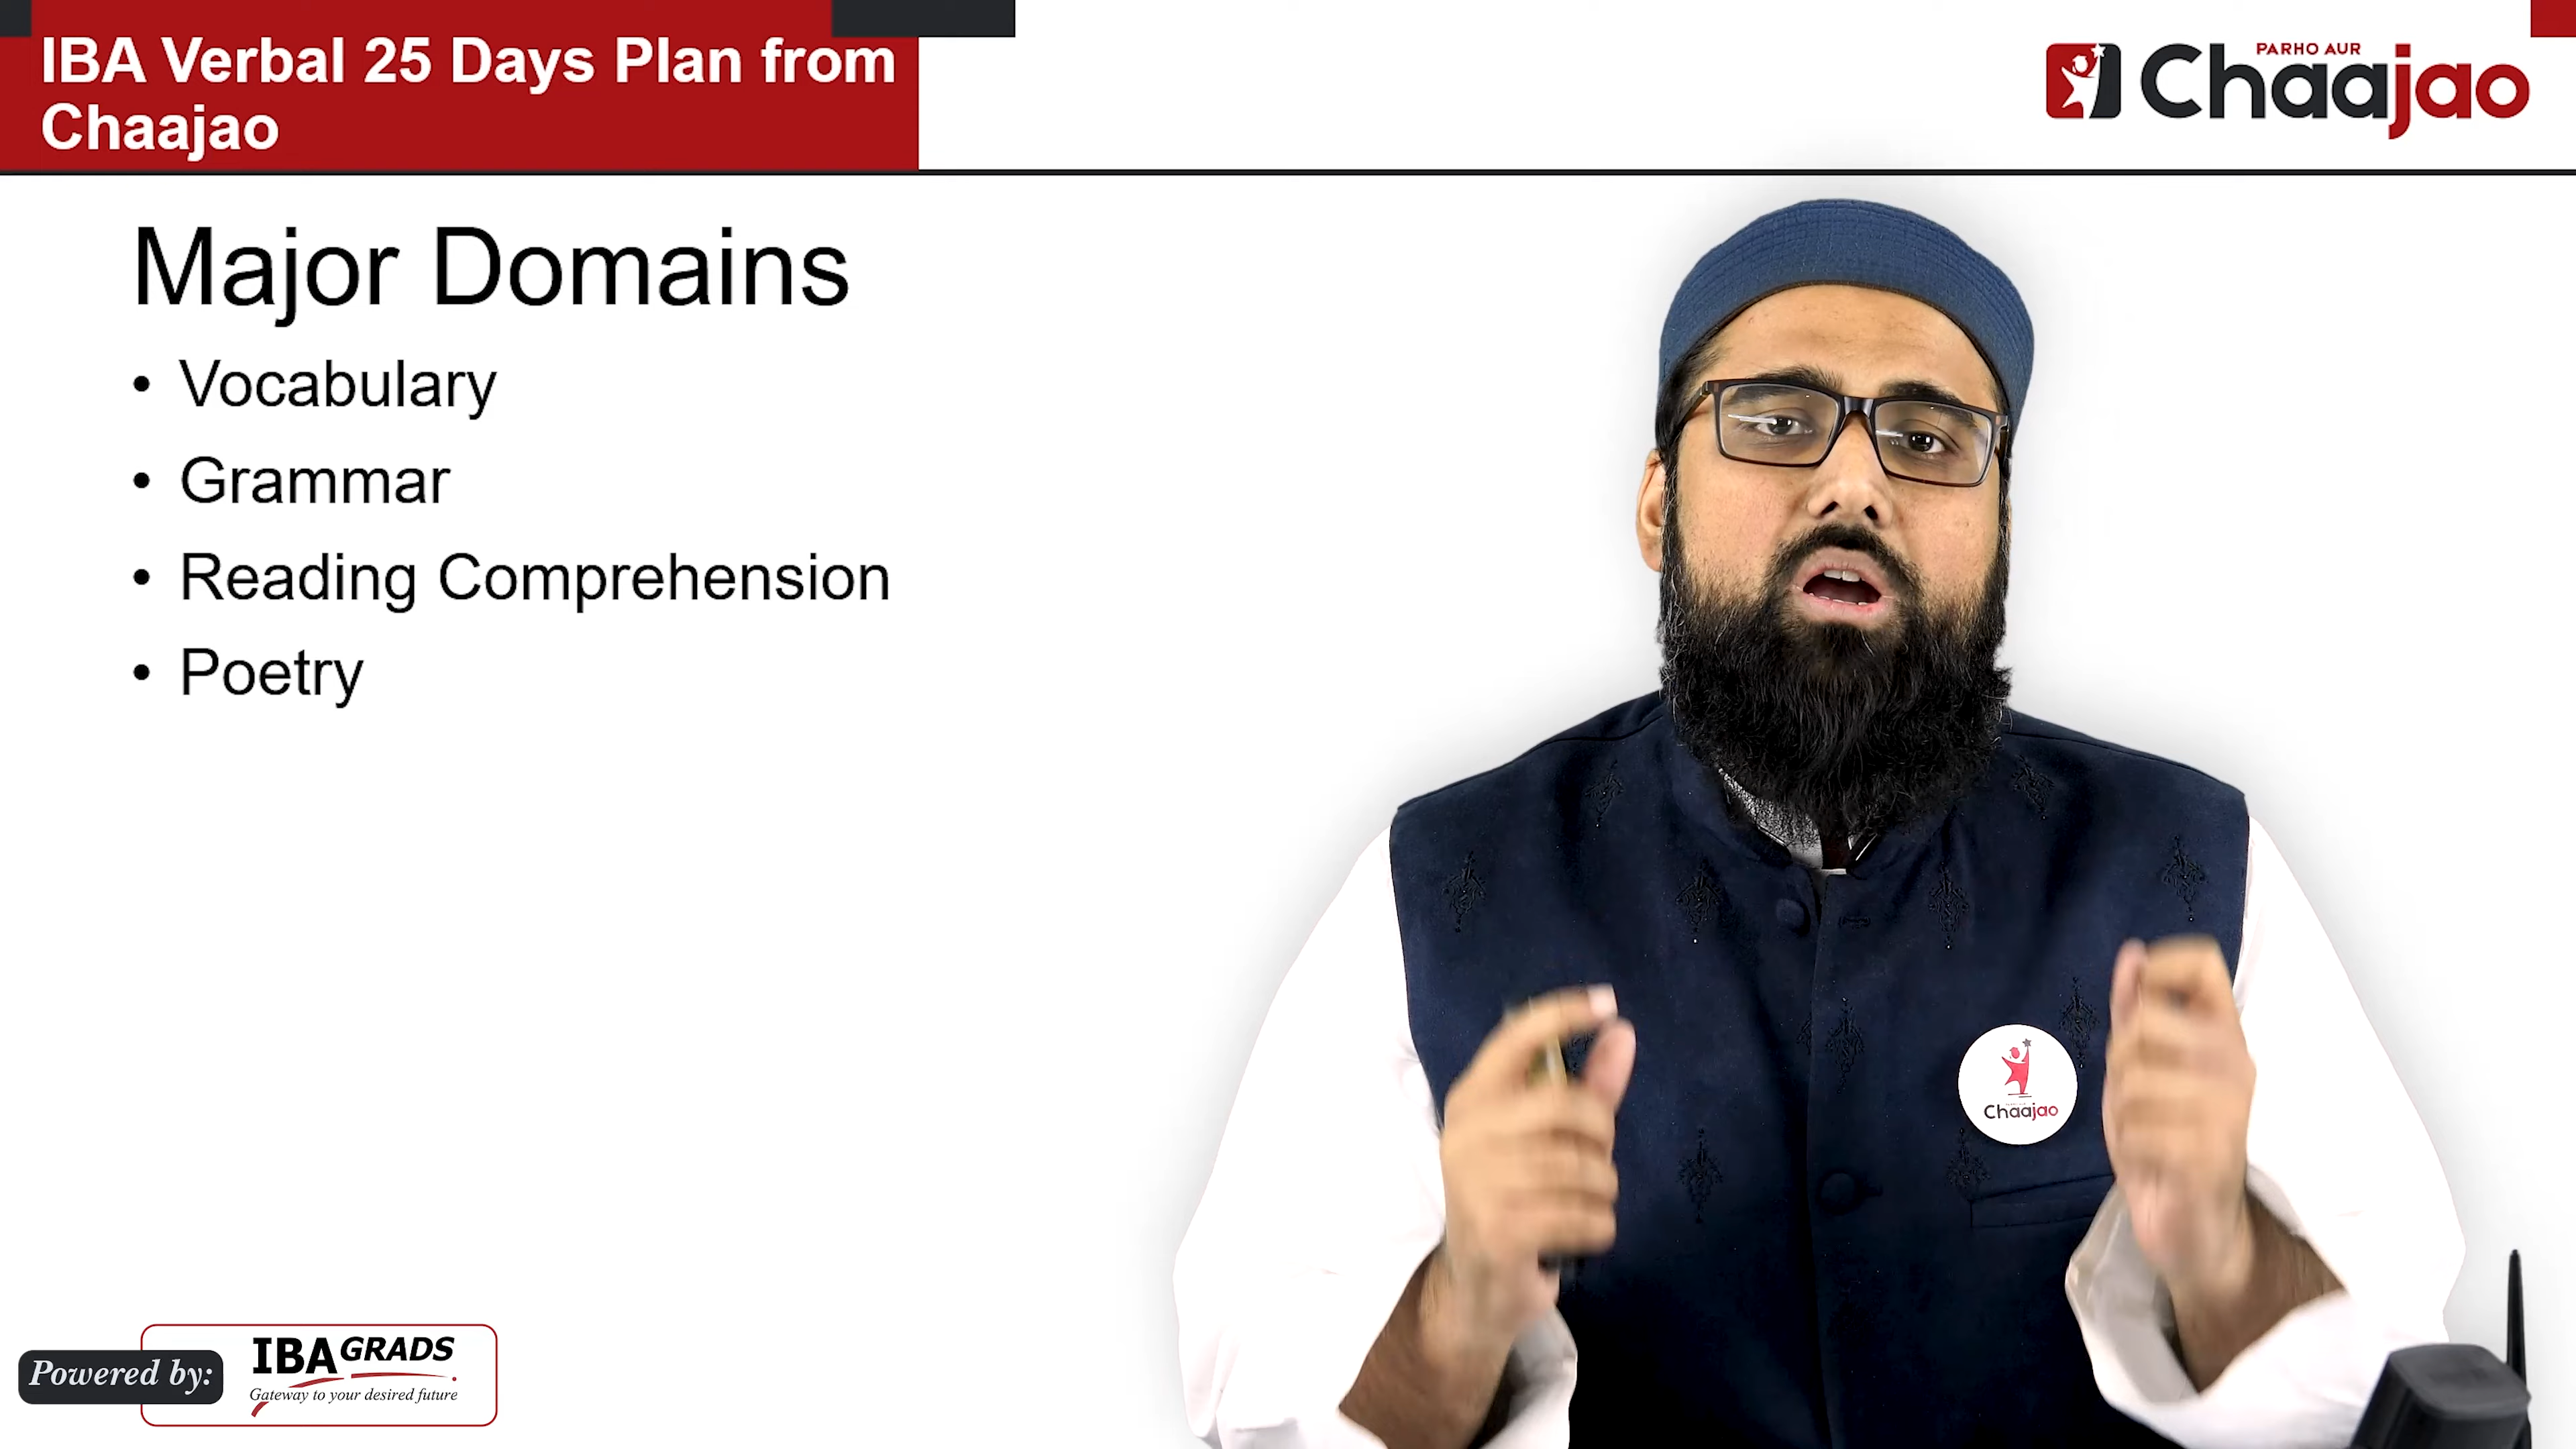 IBA Verbal 25 Days Plan from
Chaajao
PARHO AUR
Chaajao
Major Domains
• Vocabulary
• Grammar
• Reading Comprehension
• Poetry
Chaajao
Powered by:
IBA GRADS
Gateway to your desired future